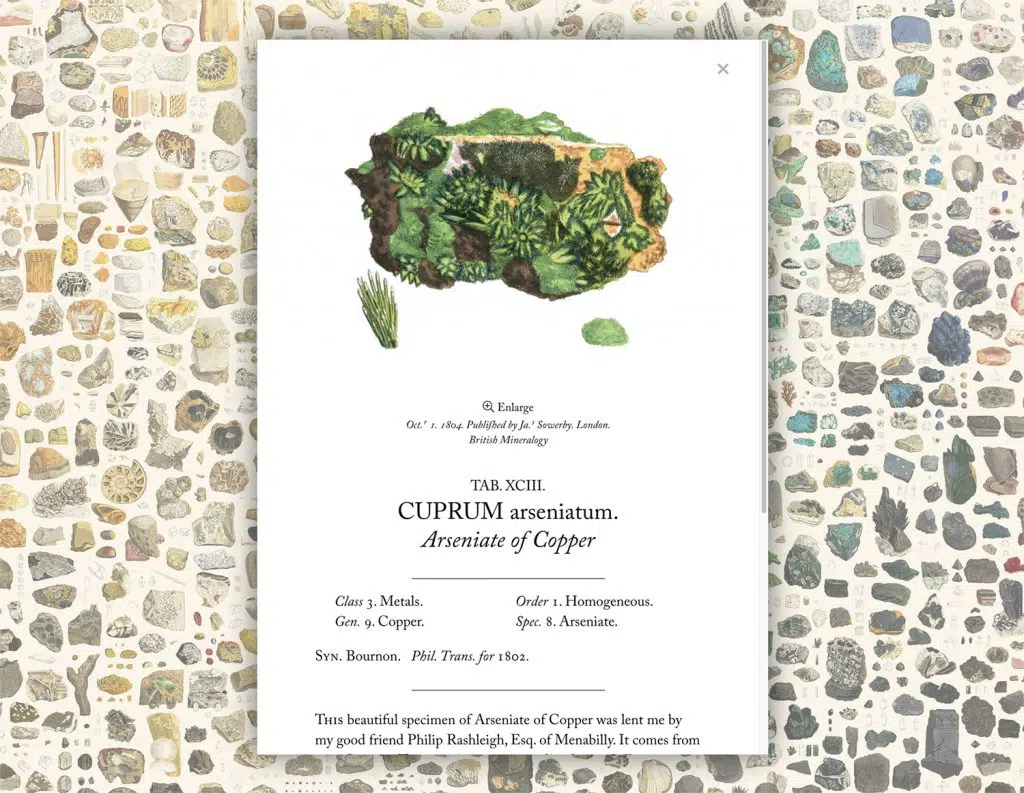 Enlarge
Oct.ʳ 1. 1804. Publiſhed by Ja.ˢ Sowerby. London.
British Mineralogy
TAB. XCIII.
CUPRUM arseniatum.
Arseniate of Copper
Class 3. Metals. Order 1. Homogeneous.
Gen. 9. Copper. Spec. 8. Arseniate.
Syn. Bournon. Phil. Trans. for 1802.
This beautiful specimen of Arseniate of Copper was lent me by
my good friend Philip Rashleigh, Esq. of Menabilly. It comes from